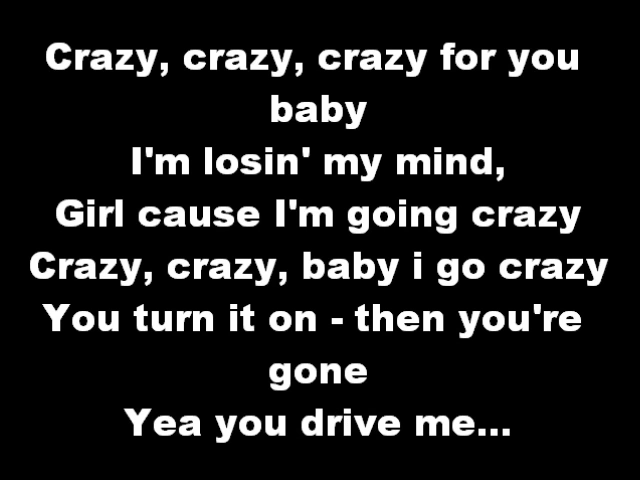 Crazy, crazy, crazy for you
baby
I'm losin' my mind,
Girl cause I'm going crazy
Crazy, crazy, baby i go crazy
You turn it on - then you're
gone
Yea you drive me...